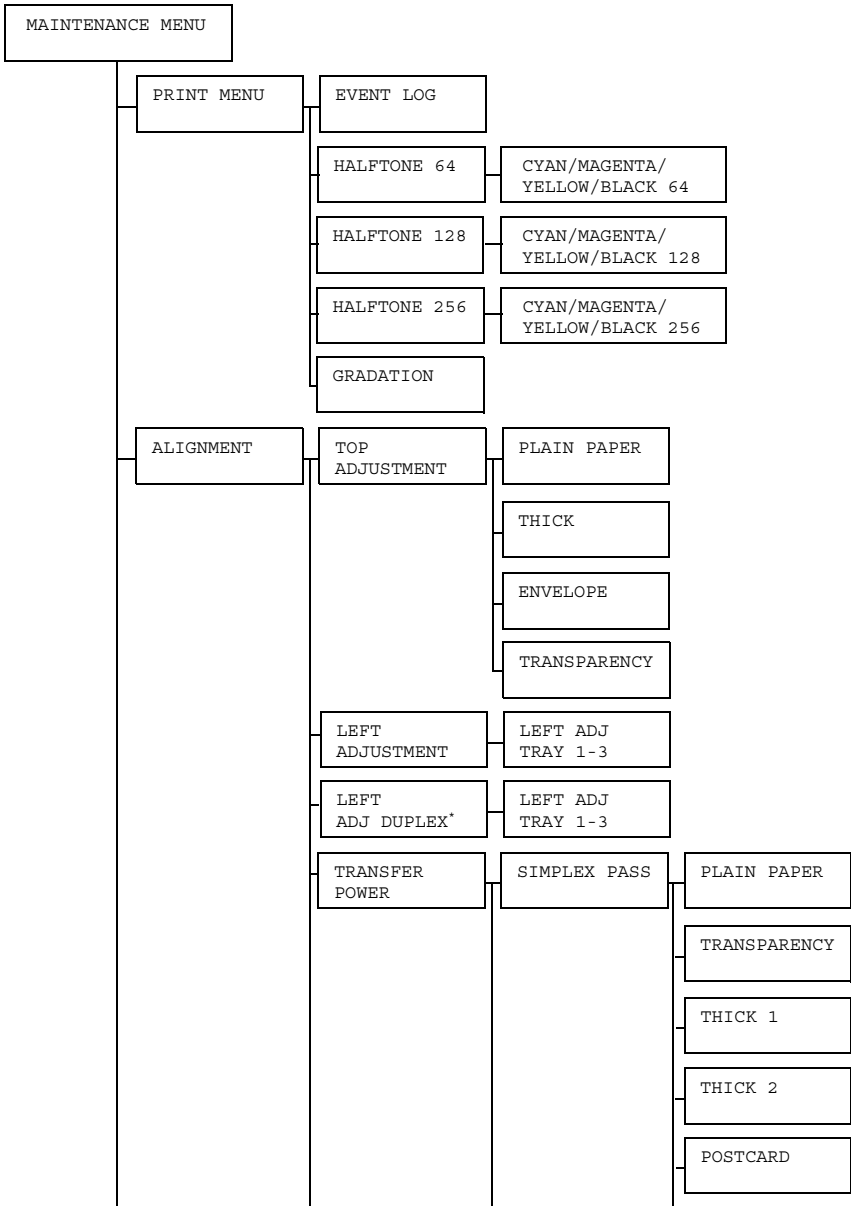 MAINTENANCE MENU
PRINT MENU
EVENT LOG
HALFTONE 64
CYAN/MAGENTA/
YELLOW/BLACK 64
HALFTONE 128
CYAN/MAGENTA/
YELLOW/BLACK 128
HALFTONE 256
CYAN/MAGENTA/
YELLOW/BLACK 256
GRADATION
ALIGNMENT
TOP
ADJUSTMENT
PLAIN PAPER
THICK
ENVELOPE
TRANSPARENCY
LEFT
ADJUSTMENT
LEFT ADJ
TRAY 1-3
LEFT
ADJ DUPLEX*
LEFT ADJ
TRAY 1-3
TRANSFER
POWER
SIMPLEX PASS
PLAIN PAPER
TRANSPARENCY
THICK 1
THICK 2
POSTCARD